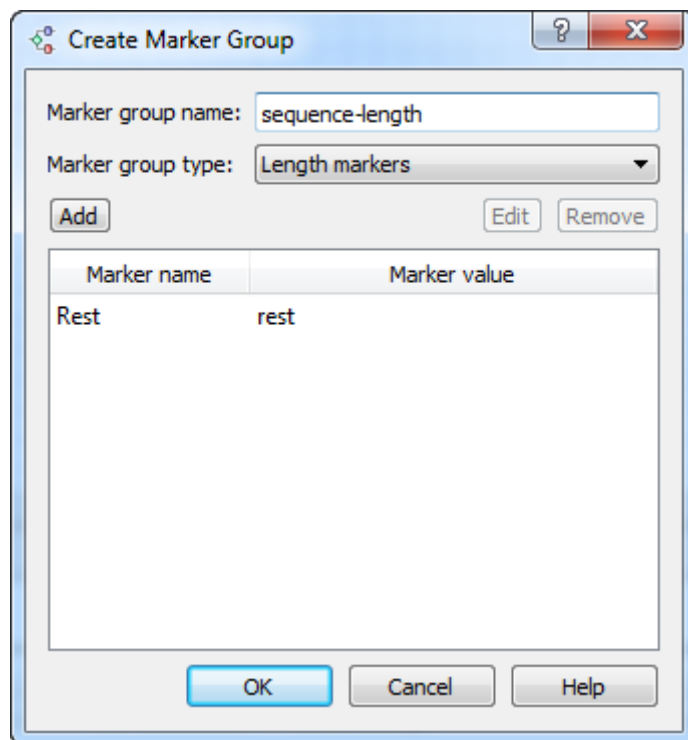 Create Marker Group
Marker group name: sequence-length
Marker group type: Length markers
Add Edit Remove
Marker name Marker value
Rest rest
OK Cancel Help